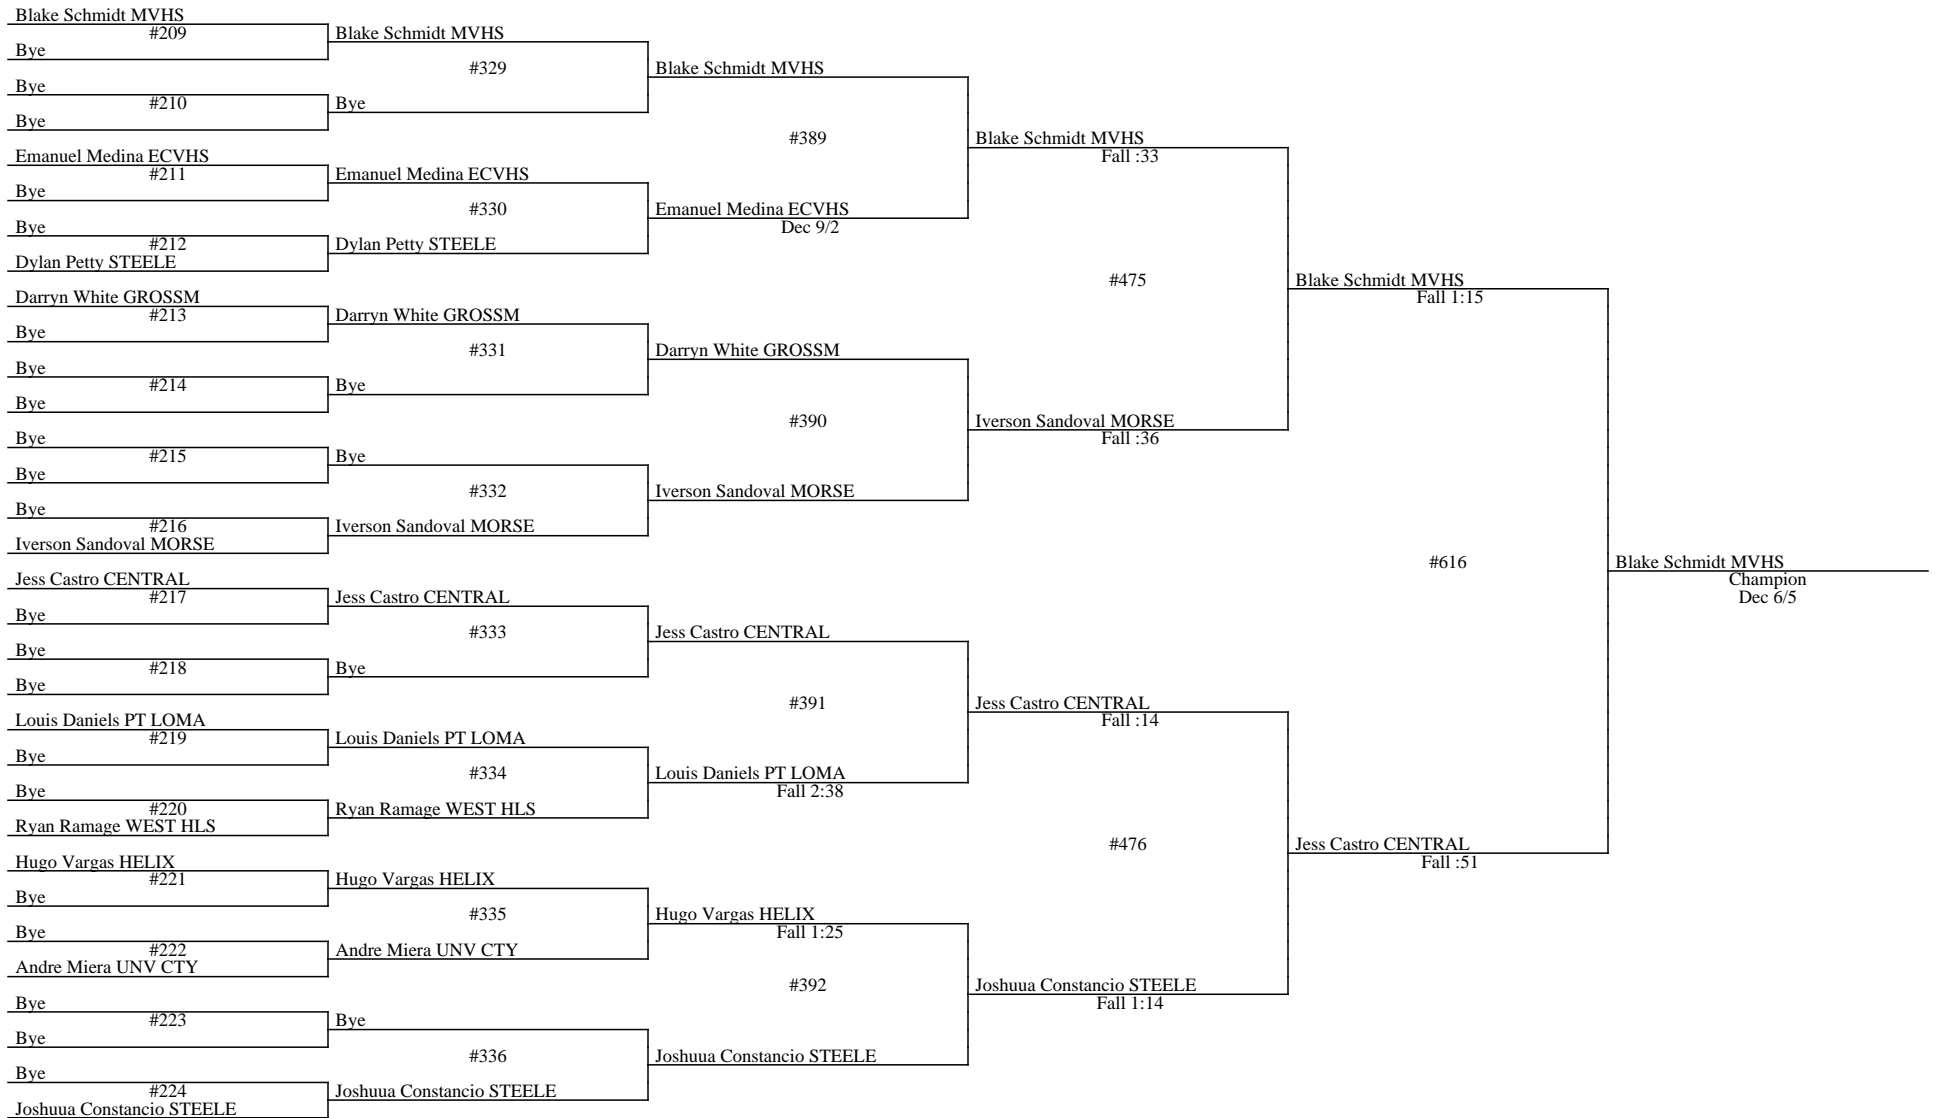 Blake Schmidt MVHS
#209
Bye
Bye
#210
Bye
Emanuel Medina ECVHS
#211
Bye
Bye
#212
Dylan Petty STEELE
Darryn White GROSSM
#213
Bye
Bye
#214
Bye
Bye
#215
Bye
Bye
#216
Iverson Sandoval MORSE
Jess Castro CENTRAL
#217
Bye
Bye
#218
Bye
Louis Daniels PT LOMA
#219
Bye
Bye
#220
Ryan Ramage WEST HLS
Hugo Vargas HELIX
#221
Bye
Bye
#222
Andre Miera UNV CTY
Bye
#223
Bye
Bye
#224
Joshuua Constancio STEELE
Blake Schmidt MVHS
#329
Bye
Emanuel Medina ECVHS
#330
Dylan Petty STEELE
Darryn White GROSSM
#331
Bye
Bye
#332
Iverson Sandoval MORSE
Jess Castro CENTRAL
#333
Bye
Louis Daniels PT LOMA
#334
Ryan Ramage WEST HLS
Hugo Vargas HELIX
#335
Andre Miera UNV CTY
Bye
#336
Joshuua Constancio STEELE
Blake Schmidt MVHS
#389
Emanuel Medina ECVHS
Dec 9/2
Darryn White GROSSM
#390
Iverson Sandoval MORSE
Jess Castro CENTRAL
#391
Louis Daniels PT LOMA
Fall 2:38
Hugo Vargas HELIX
Fall 1:25
#392
Joshuua Constancio STEELE
Blake Schmidt MVHS
Fall :33
#475
Iverson Sandoval MORSE
Fall :36
Jess Castro CENTRAL
Fall :14
#476
Joshuua Constancio STEELE
Fall 1:14
Blake Schmidt MVHS
Fall 1:15
#616
Jess Castro CENTRAL
Fall :51
Blake Schmidt MVHS
Champion
Dec 6/5